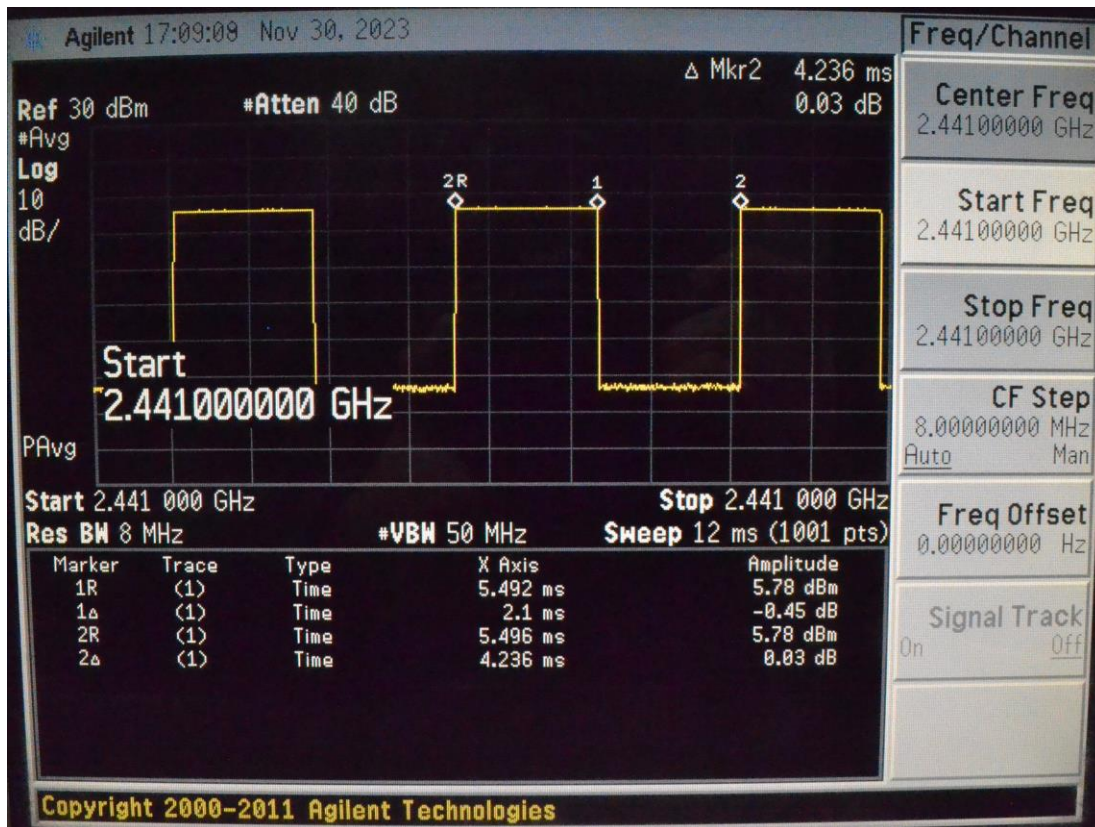 Agilent 17:09:08 Nov 30, 2023
Δ Mkr2 4.236 ms
Ref 30 dBm #Atten 40 dB 0.03 dB
#Avg
Log
10
dB/
2R 1 2
Start
2.441000000 GHz
PAvg
Start 2.441 000 GHz Stop 2.441 000 GHz
Res BW 8 MHz #VBW 50 MHz Sweep 12 ms (1001 pts)
Marker Trace Type X Axis Amplitude
1R (1) Time 5.492 ms 5.78 dBm
1Δ (1) Time 2.1 ms -0.45 dB
2R (1) Time 5.496 ms 5.78 dBm
2Δ (1) Time 4.236 ms 0.03 dB
Copyright 2000-2011 Agilent Technologies
Freq/Channel
Center Freq
2.44100000 GHz
Start Freq
2.44100000 GHz
Stop Freq
2.44100000 GHz
CF Step
8.00000000 MHz
Auto Man
Freq Offset
0.00000000 Hz
Signal Track
On Off